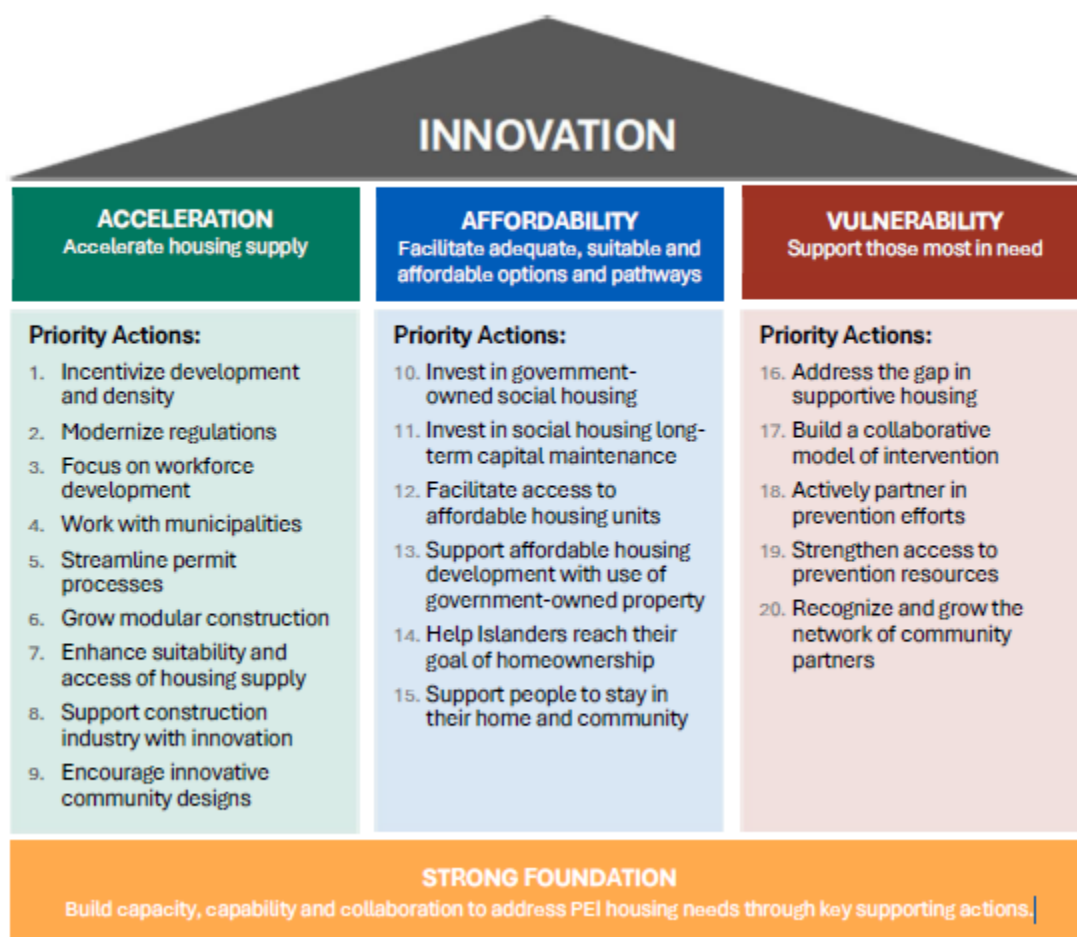 INNOVATION
ACCELERATION
Accelerate housing supply
AFFORDABILITY
Facilitate adequate, suitable and
affordable options and pathways
VULNERABILITY
Support those most in need
Priority Actions:
1. Incentivize development
and density
2. Modernize regulations
3. Focus on workforce
development
4. Work with municipalities
5. Streamline permit
processes
6. Grow modular construction
7. Enhance suitability and
access of housing supply
8. Support construction
industry with innovation
9. Encourage innovative
community designs
Priority Actions:
10. Invest in government-
owned social housing
11. Invest in social housing long-
term capital maintenance
12. Facilitate access to
affordable housing units
13. Support affordable housing
development with use of
government-owned property
14. Help Islanders reach their
goal of homeownership
15. Support people to stay in
their home and community
Priority Actions:
16. Address the gap in
supportive housing
17. Build a collaborative
model of intervention
18. Actively partner in
prevention efforts
19. Strengthen access to
prevention resources
20. Recognize and grow the
network of community
partners
STRONG FOUNDATION
Build capacity, capability and collaboration to address PEI housing needs through key supporting actions.